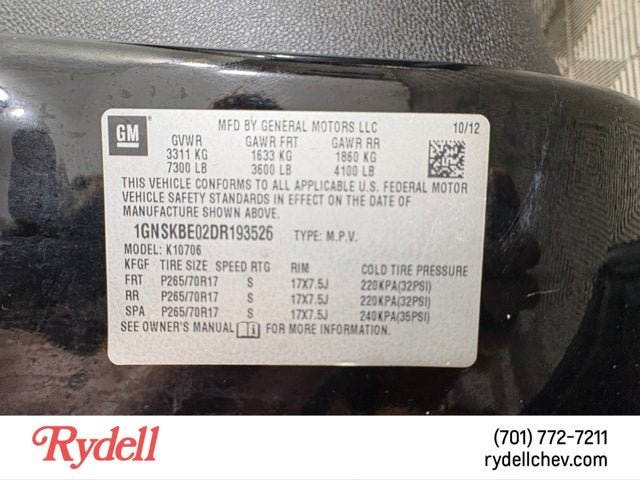 GM
MFD BY GENERAL MOTORS LLC 10/12
GVWR GAWR FRT GAWR RR
3311 KG 1633 KG 1860 KG
7300 LB 3600 LB 4100 LB
THIS VEHICLE CONFORMS TO ALL APPLICABLE U.S. FEDERAL MOTOR
VEHICLE SAFETY STANDARDS IN EFFECT ON THE DATE OF
MANUFACTURE SHOWN ABOVE.
1GNSKBE02DR193526 TYPE: M.P.V.
MODEL: K10706
KFGF TIRE SIZE SPEED RTG RIM COLD TIRE PRESSURE
FRT P265/70R17 S 17X7.5J 220KPA(32PSI)
RR P265/70R17 S 17X7.5J 220KPA(32PSI)
SPA P265/70R17 S 17X7.5J 240KPA(35PSI)
SEE OWNER'S MANUAL FOR MORE INFORMATION.
Rydell
(701) 772-7211
rydellchev.com